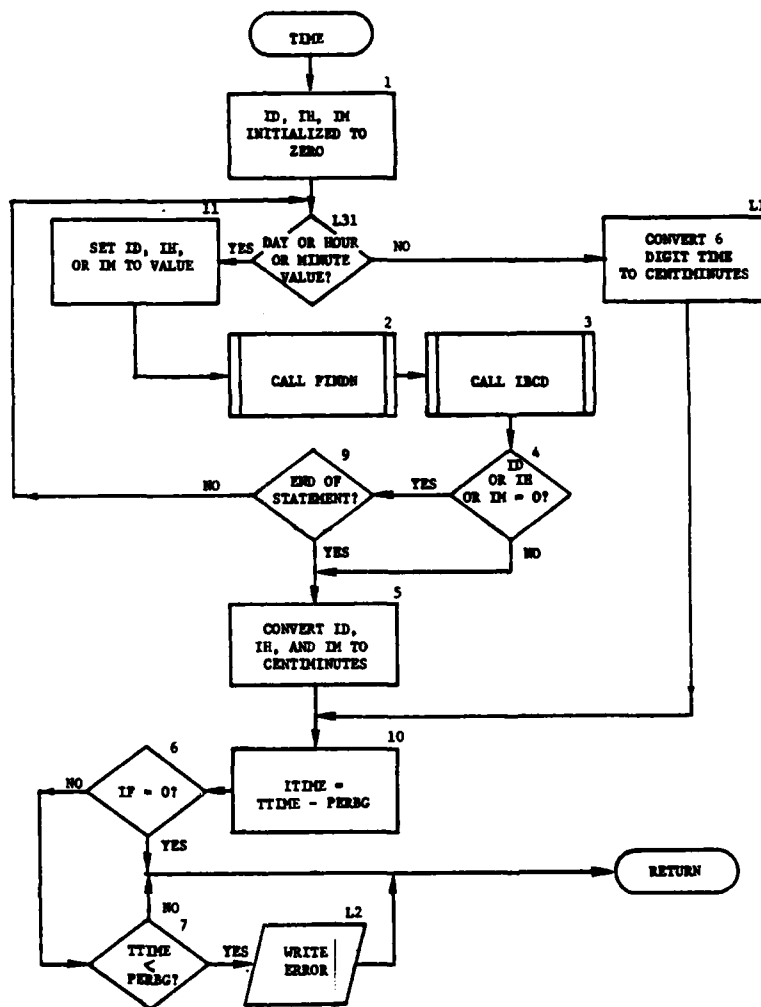 TIME
1
ID, IH, IM
INITIALIZED TO
ZERO
11
SET ID, IH,
OR IM TO VALUE
YES
L31
DAY OR HOUR
OR MINUTE
VALUE?
NO
L1
CONVERT 6
DIGIT TIME
TO CENTIMINUTES
2
CALL FINDN
3
CALL IBCD
4
ID
OR IH
OR IM = 0?
YES
NO
9
END OF
STATEMENT?
NO
YES
5
CONVERT ID,
IH, AND IM TO
CENTIMINUTES
10
ITIME =
TTIME - PERBG
6
IF = 0?
NO
YES
RETURN
NO
7
TTIME
<
PERBG?
YES
L2
WRITE
ERROR